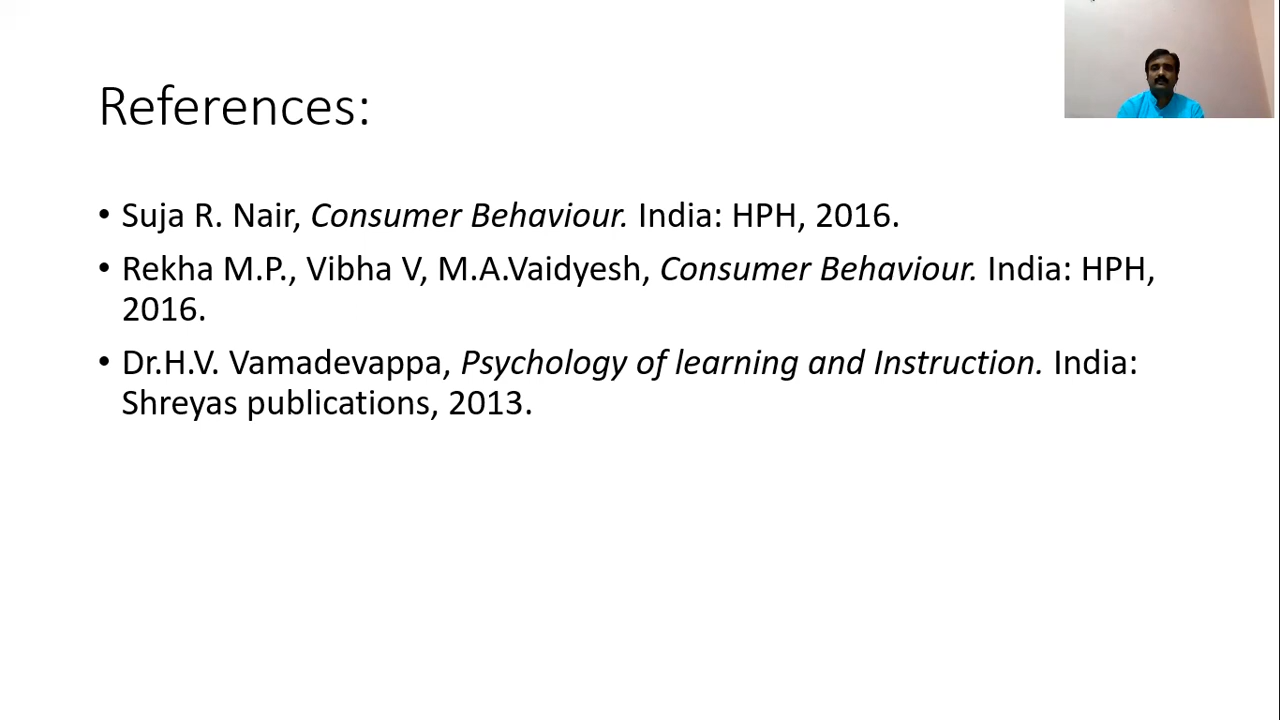 References:
• Suja R. Nair, Consumer Behaviour. India: HPH, 2016.
• Rekha M.P., Vibha V, M.A.Vaidyesh, Consumer Behaviour. India: HPH,
2016.
• Dr.H.V. Vamadevappa, Psychology of learning and Instruction. India:
Shreyas publications, 2013.